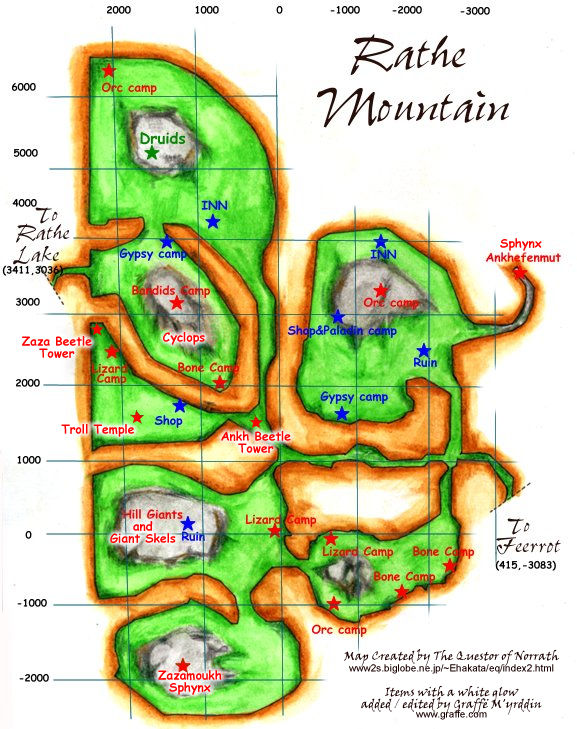 2000 1000 0 -1000 -2000 -3000
Rathe
Mountain
6000
Orc camp
Druids
5000
4000
INN
To
Rathe
Lake
(3411,3036)
Gypsy camp
INN
Sphynx
Ankhefenmut
Bandids Camp
Orc camp
3000
Shop&Paladin camp
Cyclops
Zaza Beetle
Tower
Lizard
Camp
Bone Camp
Ruin
2000
Gypsy camp
Troll Temple
Shop
Ankh Beetle
Tower
1000
Hill Giants
and
Giant Skels
Ruin
Lizard Camp
To
Feerrot
(415,-3083)
0
Lizard Camp
Bone Camp
Bone Camp
-1000
Orc camp
Zazamoukh
Sphynx
-2000
Map Created by The Questor of Norrath
www2s.biglobe.ne.jp/~Ehakata/eq/index2.html
Items with a white glow
added / edited by Graffe M'yrddin
www.graffe.com